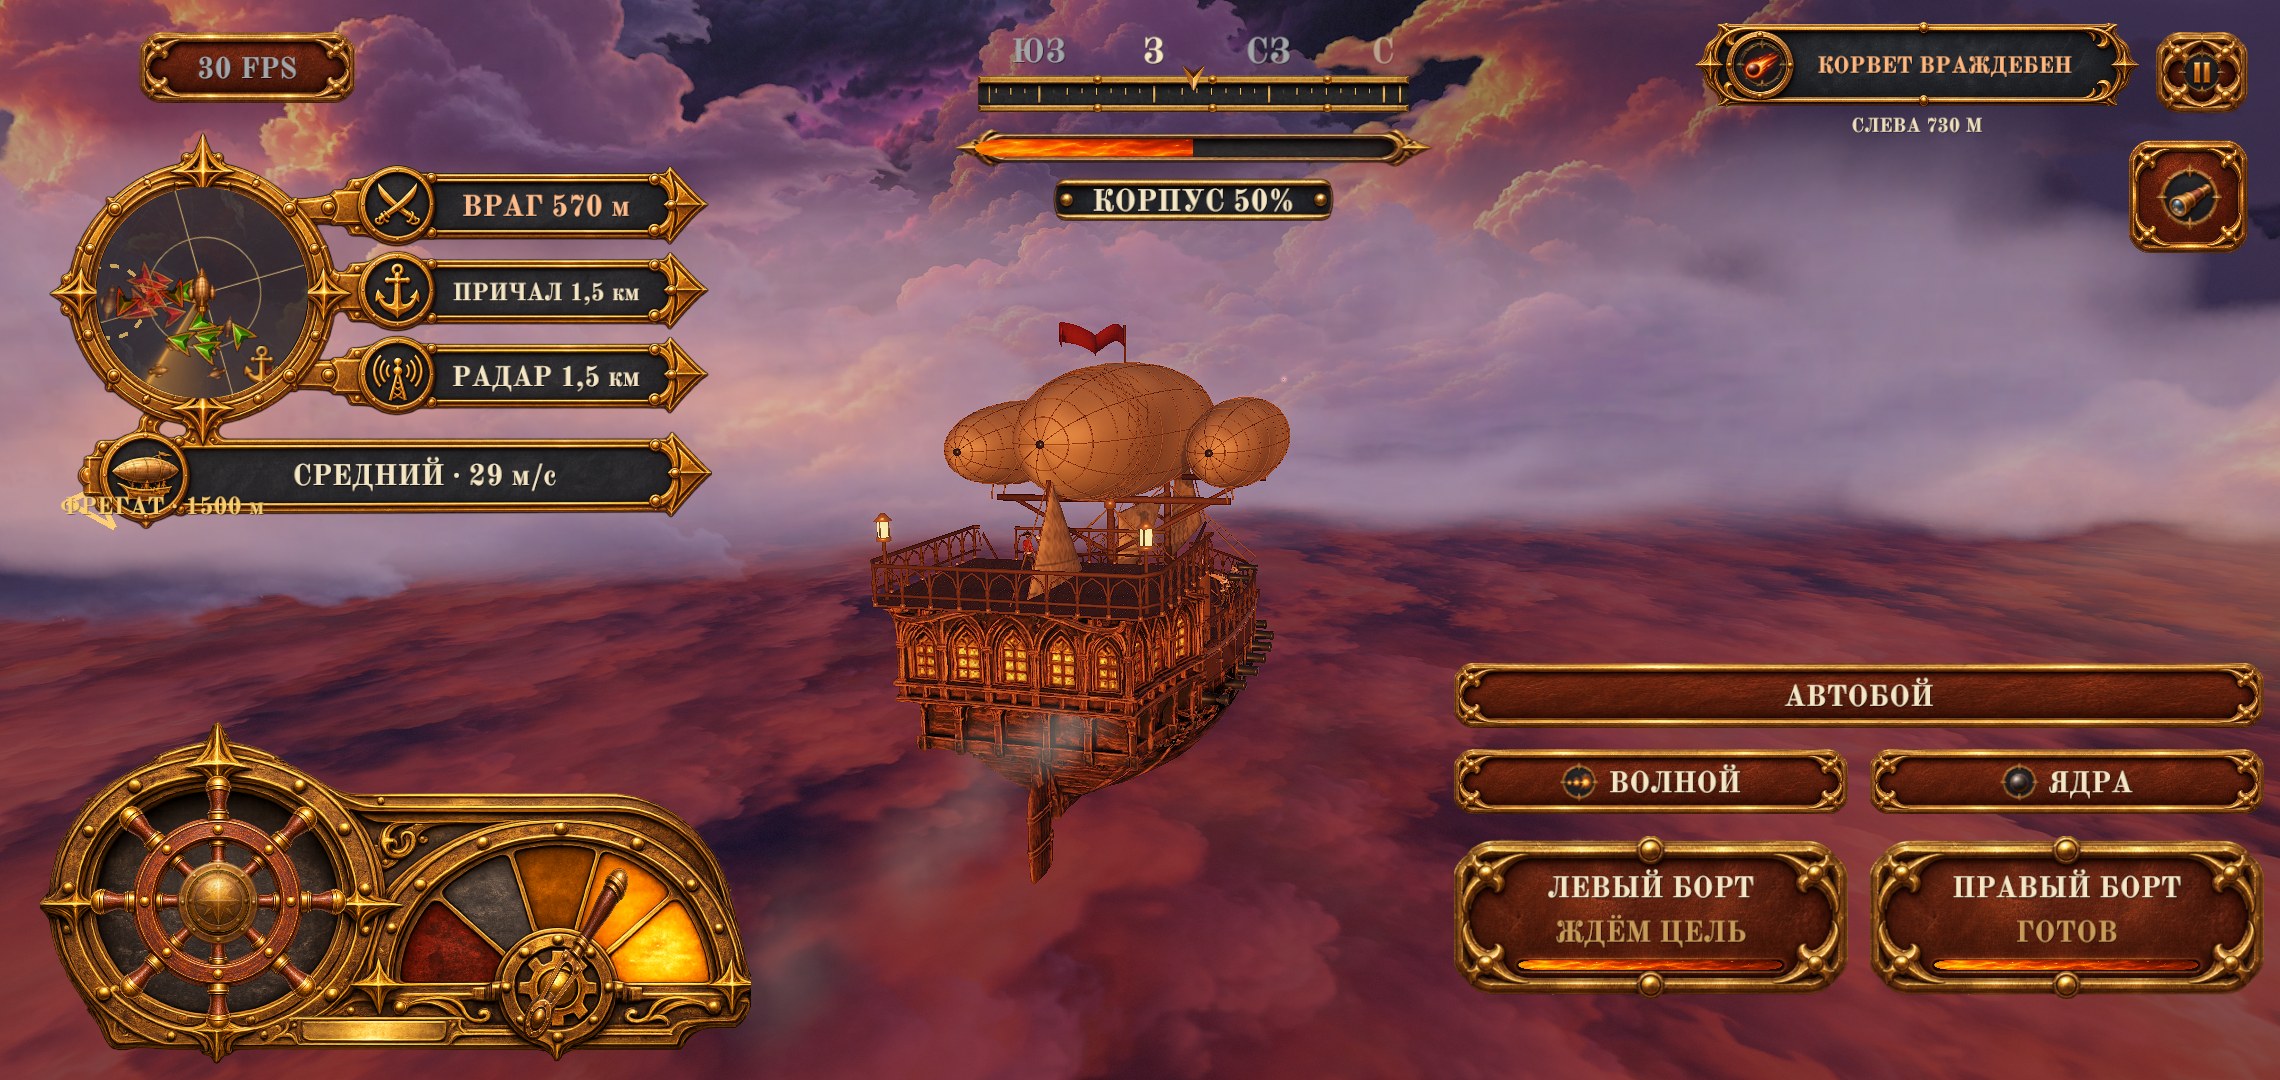 30 FPS
ЮЗ З СЗ С
КОРВЕТ ВРАЖДЕБЕН
СЛЕВА 730 М
ВРАГ 570 м
КОРПУС 50%
ПРИЧАЛ 1,5 км
РАДАР 1,5 км
СРЕДНИЙ · 29 м/с
ФРЕГАТ · 1500 м
АВТОБОЙ
ВОЛНОЙ
ЯДРА
ЛЕВЫЙ БОРТ
ЖДЁМ ЦЕЛЬ
ПРАВЫЙ БОРТ
ГОТОВ